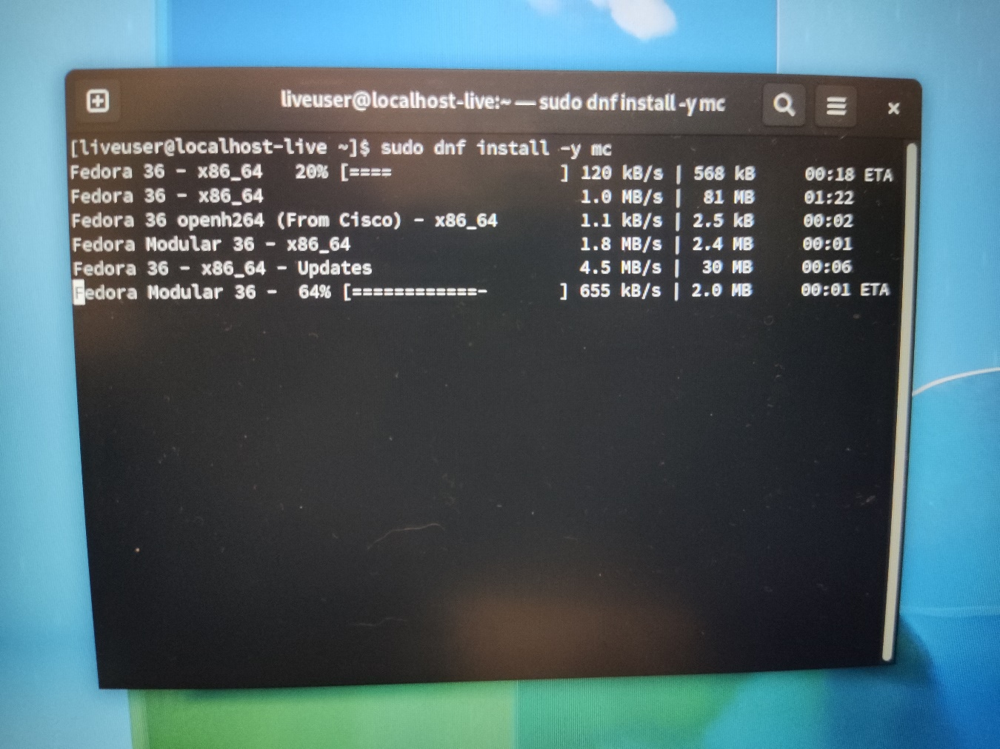 liveuser@localhost-live:~ — sudo dnf install -y mc
[liveuser@localhost-live ~]$ sudo dnf install -y mc
Fedora 36 - x86_64   20% [====                ] 120 kB/s | 568 kB     00:18 ETA
Fedora 36 - x86_64                              1.0 MB/s |  81 MB     01:22
Fedora 36 openh264 (From Cisco) - x86_64        1.1 kB/s | 2.5 kB     00:02
Fedora Modular 36 - x86_64                      1.8 MB/s | 2.4 MB     00:01
Fedora 36 - x86_64 - Updates                    4.5 MB/s |  30 MB     00:06
Fedora Modular 36 -  64% [============-       ] 655 kB/s | 2.0 MB     00:01 ETA